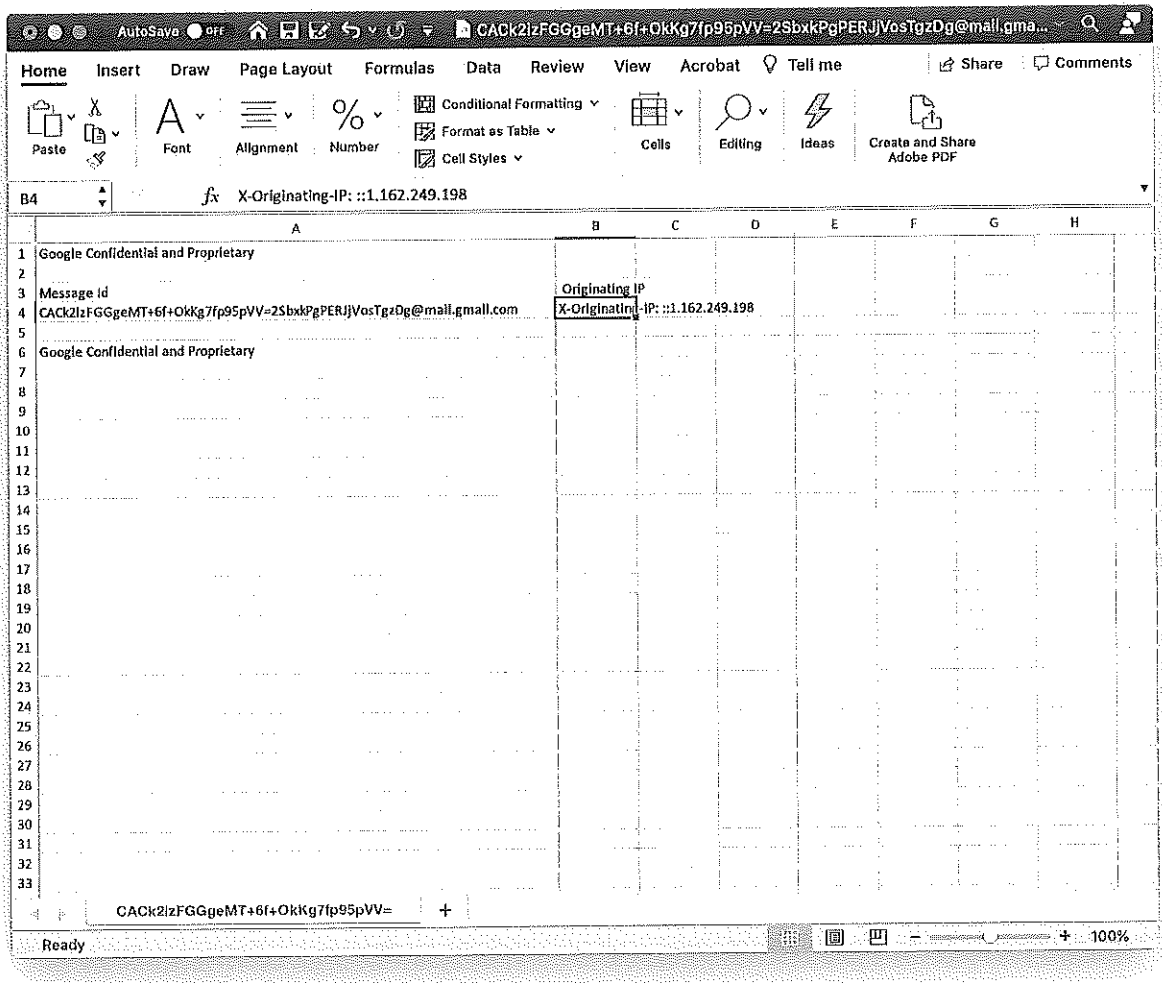 AutoSave OFF CACk2IzFGGgeMT+6f+OkKg7fp95pVV=2SbxkPgPERJjVosTgzDg@mail.gma...
Home Insert Draw Page Layout Formulas Data Review View Acrobat Tell me Share Comments
Paste Font Alignment Number Conditional Formatting Format as Table Cell Styles Cells Editing Ideas Create and Share Adobe PDF
B4 fx X-Originating-IP: ::1.162.249.198
A B C D E F G H
1 Google Confidential and Proprietary
2
3 Message Id Originating IP
4 CACk2IzFGGgeMT+6f+OkKg7fp95pVV=2SbxkPgPERJjVosTgzDg@mail.gmail.com X-Originating-IP: ::1.162.249.198
5
6 Google Confidential and Proprietary
7
8
9
10
11
12
13
14
15
16
17
18
19
20
21
22
23
24
25
26
27
28
29
30
31
32
33
CACk2IzFGGgeMT+6f+OkKg7fp95pVV= +
Ready - + 100%